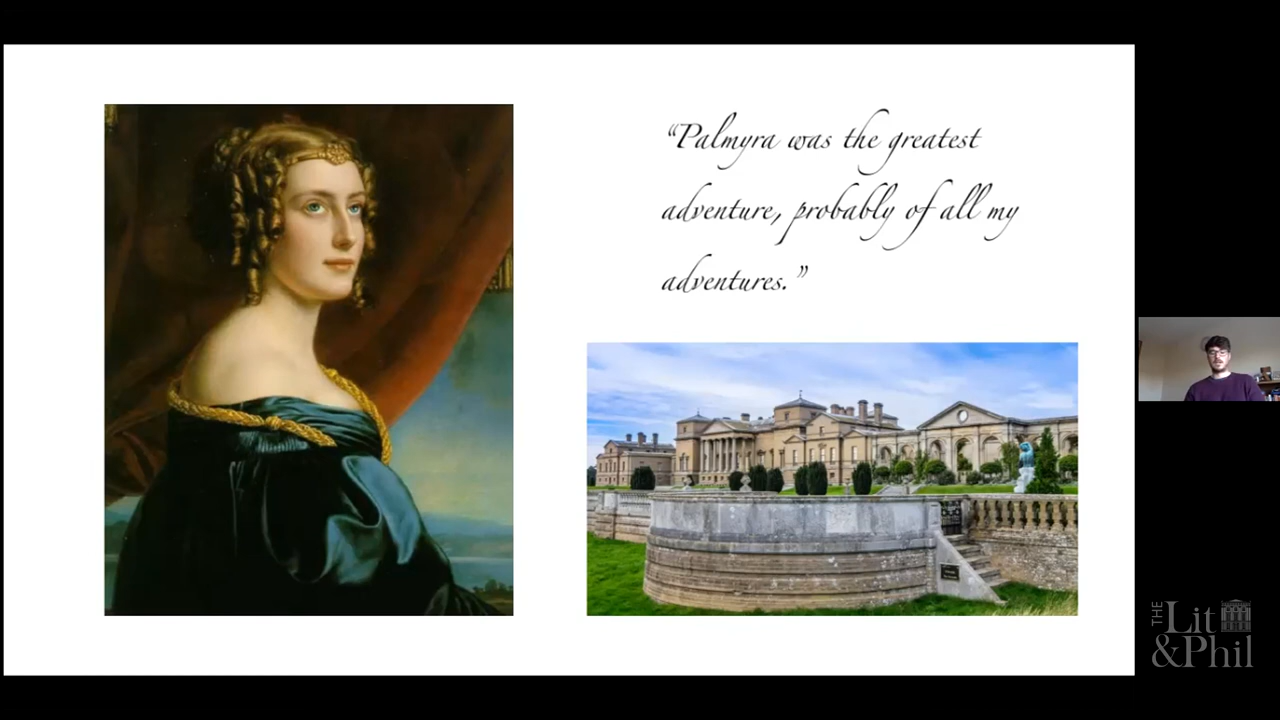 “Palmyra was the greatest
adventure, probably of all my
adventures.”
THE
Lit
&Phil